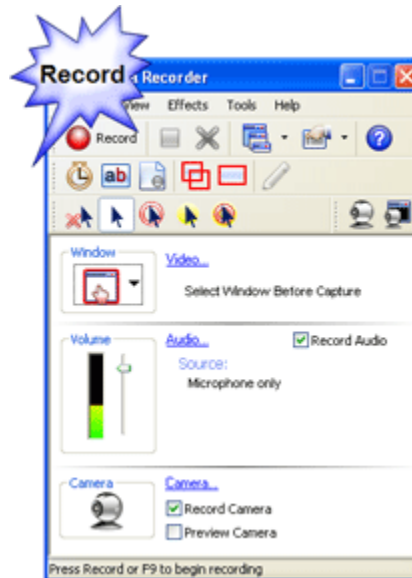 Record
Recorder
View Effects Tools Help
Record
ab
Window
Video...
Select Window Before Capture
Volume
Audio...
Record Audio
Source:
Microphone only
Camera
Camera...
Record Camera
Preview Camera
Press Record or F9 to begin recording